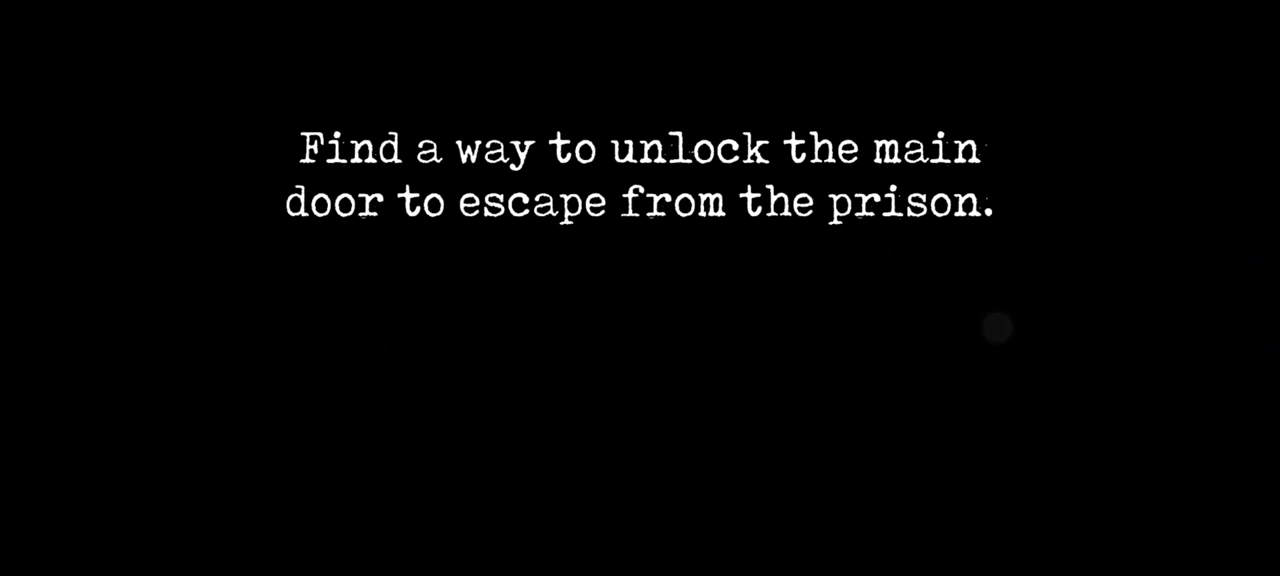 Find a way to unlock the main
door to escape from the prison.